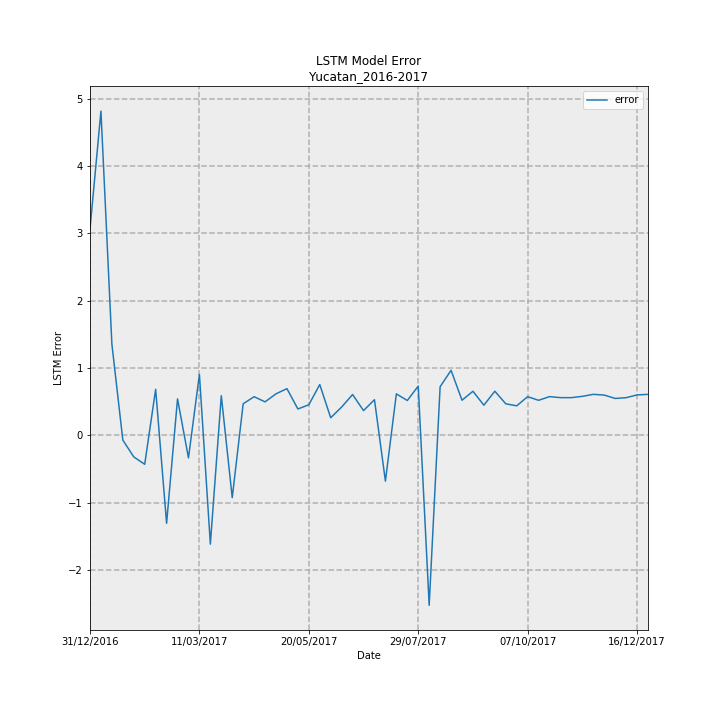 LSTM Model Error
Yucatan_2016-2017
error
LSTM Error
5
4
3
2
1
0
−1
−2
31/12/2016 11/03/2017 20/05/2017 29/07/2017 07/10/2017 16/12/2017
Date